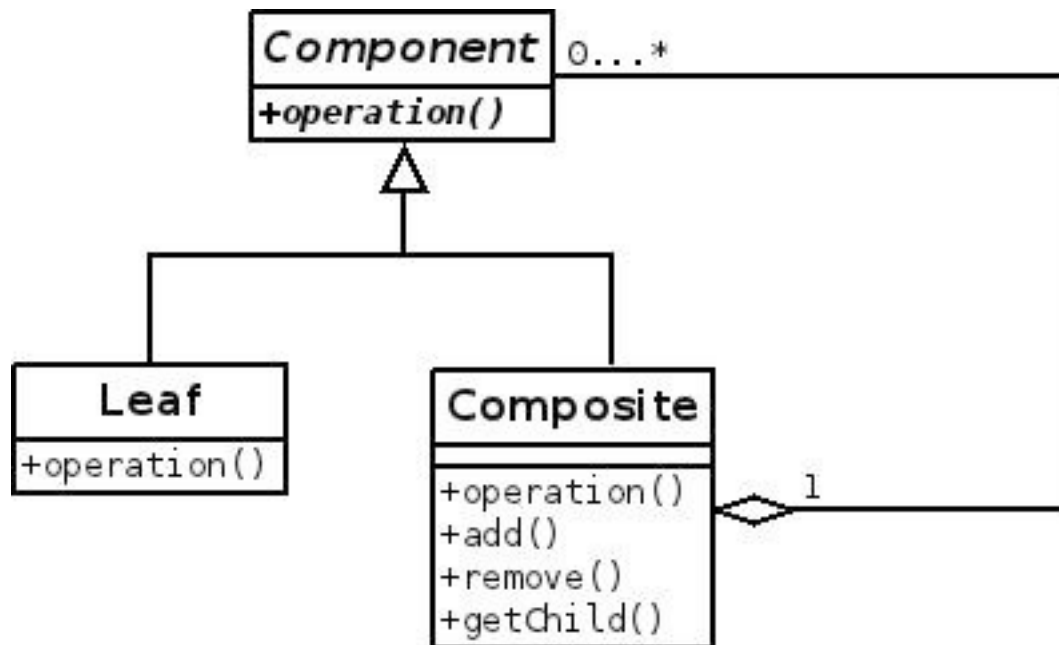 Component
0...*
+operation()
Leaf
+operation()
Composite
+operation()
+add()
+remove()
+getChild()
1